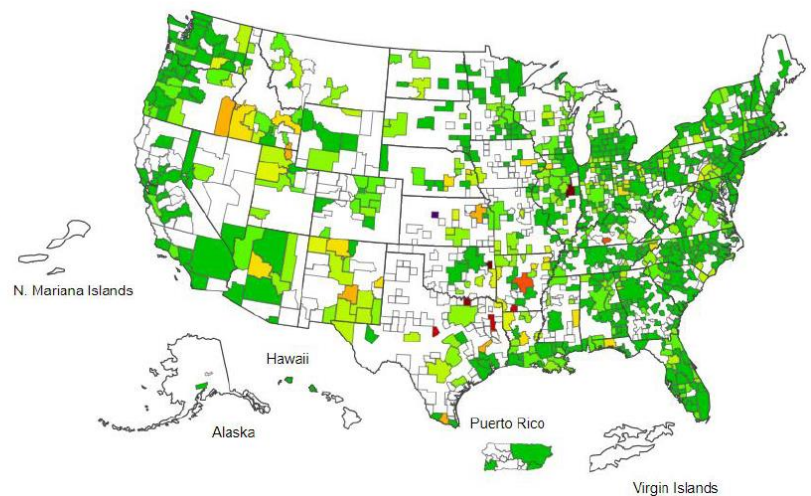 N. Mariana Islands
Hawaii
Alaska
Puerto Rico
Virgin Islands